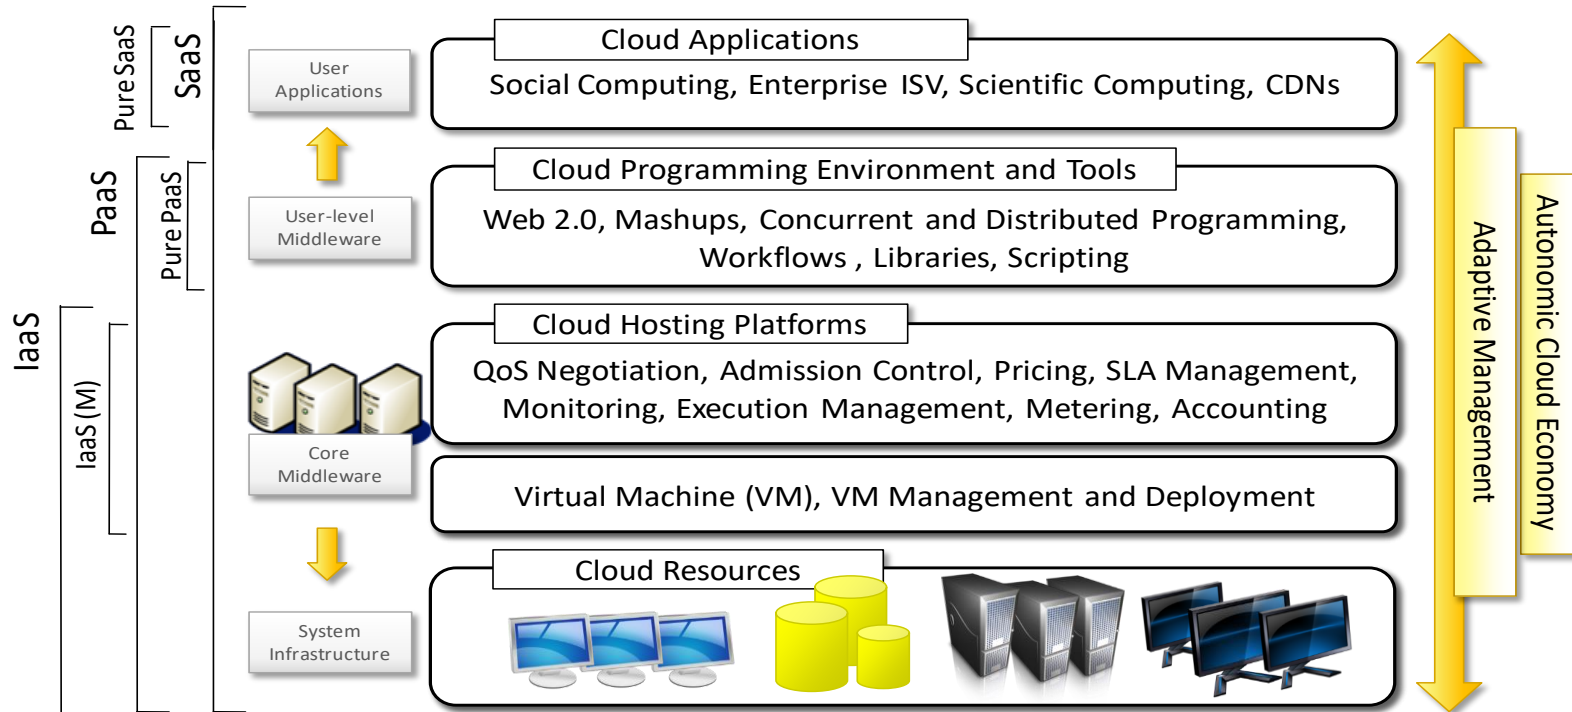 Pure SaaS
SaaS
User
Applications
Cloud Applications
Social Computing, Enterprise ISV, Scientific Computing, CDNs
PaaS
Pure PaaS
User-level
Middleware
Cloud Programming Environment and Tools
Web 2.0, Mashups, Concurrent and Distributed Programming,
Workflows , Libraries, Scripting
IaaS
IaaS (M)
Core
Middleware
Cloud Hosting Platforms
QoS Negotiation, Admission Control, Pricing, SLA Management,
Monitoring, Execution Management, Metering, Accounting
Virtual Machine (VM), VM Management and Deployment
System
Infrastructure
Cloud Resources
Adaptive Management
Autonomic Cloud Economy